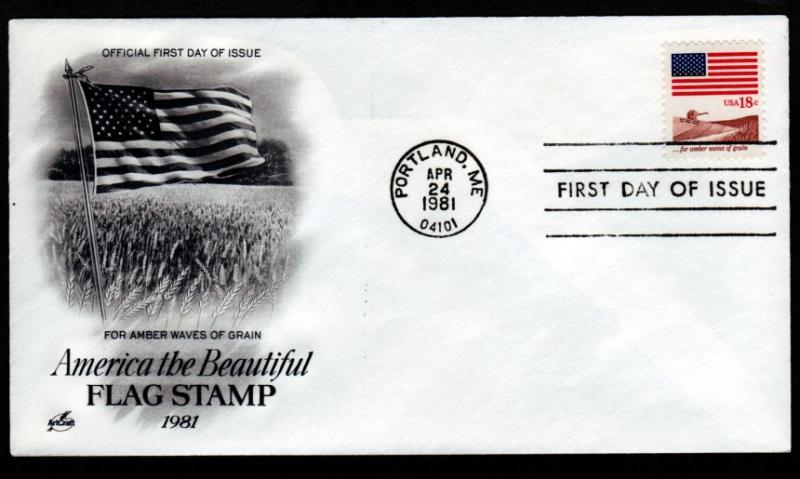 OFFICIAL FIRST DAY OF ISSUE
FOR AMBER WAVES OF GRAIN
America the Beautiful
FLAG STAMP
1981
ArtCraft
PORTLAND, ME
APR
24
1981
04101
USA 18c
...for amber waves of grain
FIRST DAY OF ISSUE